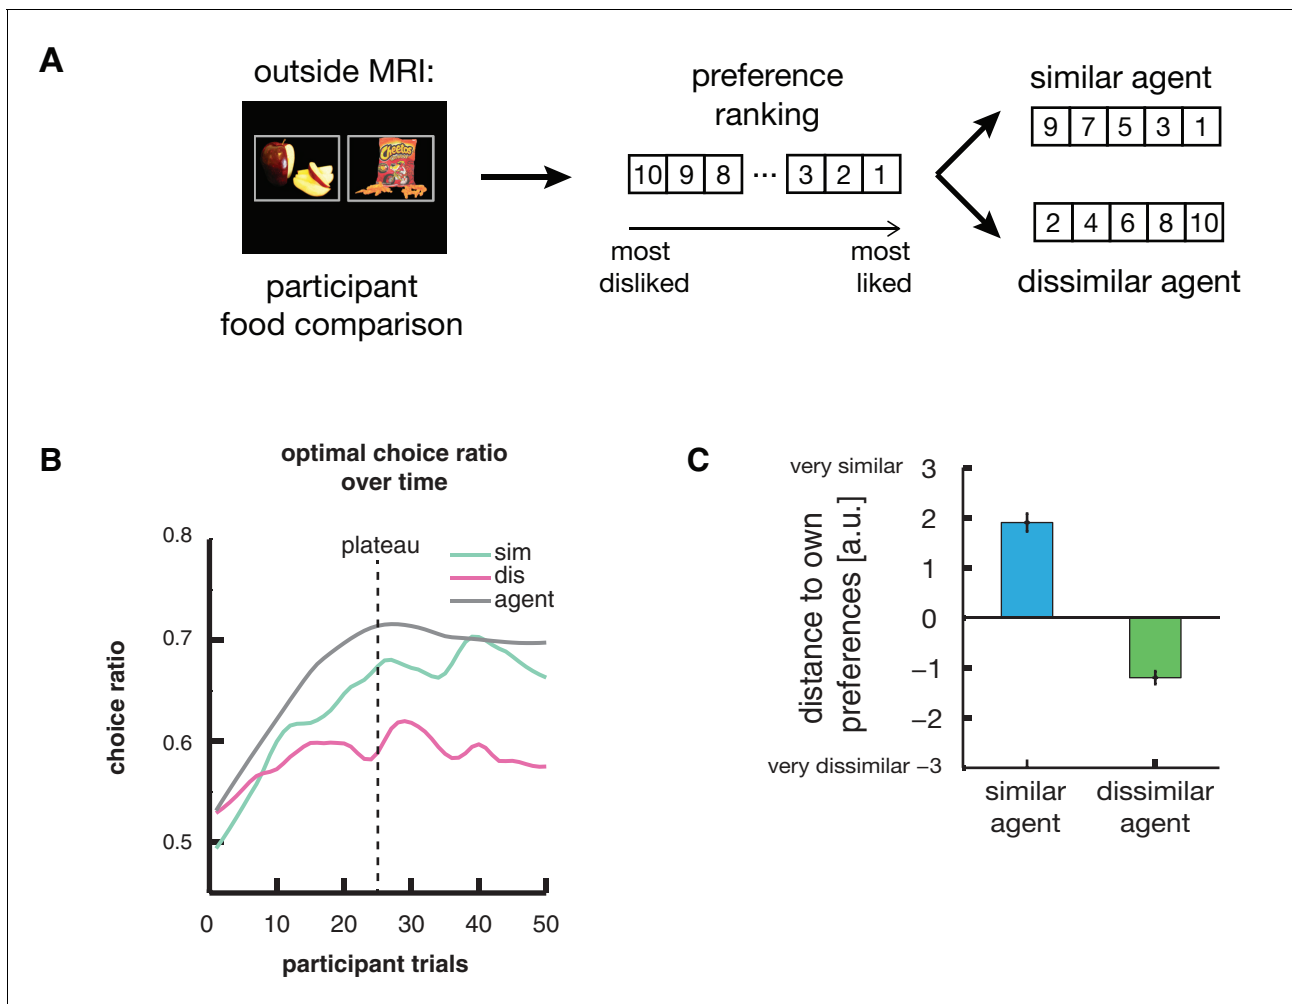 A
outside MRI:
Cheetos
participant
food comparison
preference
ranking
10 9 8 ... 3 2 1
most
disliked
most
liked
similar agent
9 7 5 3 1
2 4 6 8 10
dissimilar agent
B
optimal choice ratio
over time
plateau
sim
dis
agent
0.8
0.7
0.6
0.5
choice ratio
0 10 20 30 40 50
participant trials
C
very similar 3
2
1
0
−1
−2
very dissimilar −3
distance to own
preferences [a.u.]
similar
agent
dissimilar
agent